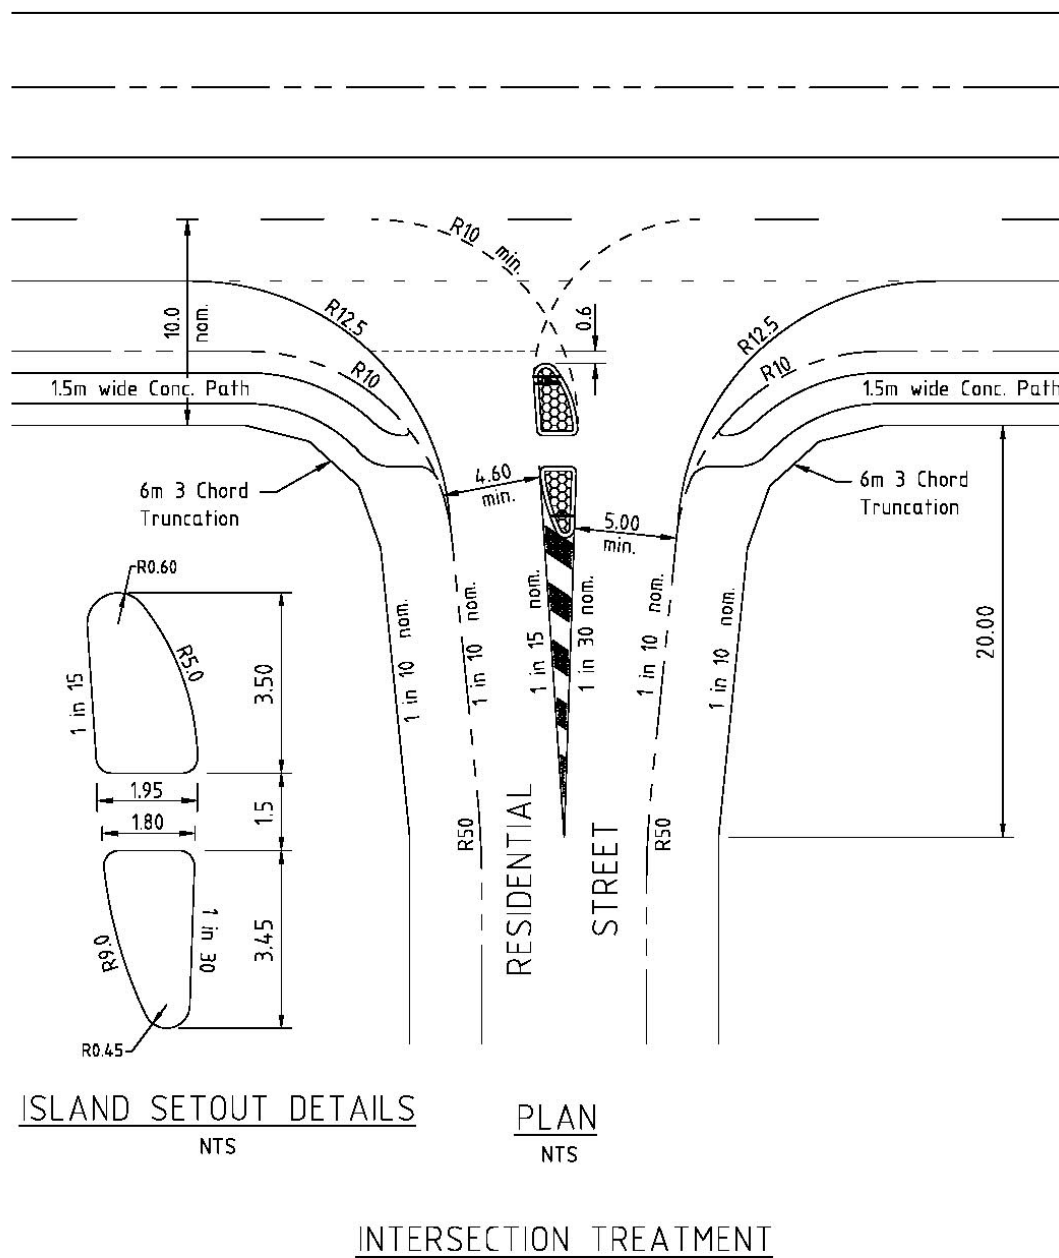 R10 min.
10.0 nom.
R12.5
0.6
R12.5
R10
R10
1.5m wide Conc. Path
1.5m wide Conc. Path
6m 3 Chord
Truncation
4.60
min.
6m 3 Chord
Truncation
5.00
min.
R0.60
R5.0
1 in 15
3.50
1 in 10 nom.
1 in 10 nom.
1 in 15 nom.
1 in 30 nom.
1 in 10 nom.
1 in 10 nom.
20.00
1.95
1.5
1.80
R50
R50
RESIDENTIAL
STREET
R9.0
1 in 30
3.45
R0.45
ISLAND SETOUT DETAILS
NTS
PLAN
NTS
INTERSECTION TREATMENT